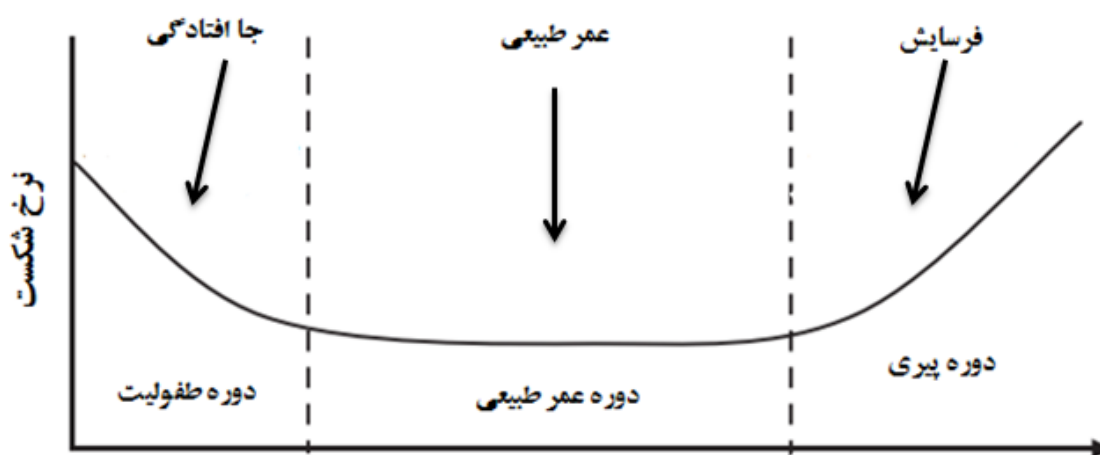 جا افتادگی
عمر طبیعی
فرسایش
نرخ شکست
دوره طفولیت
دوره عمر طبیعی
دوره پیری